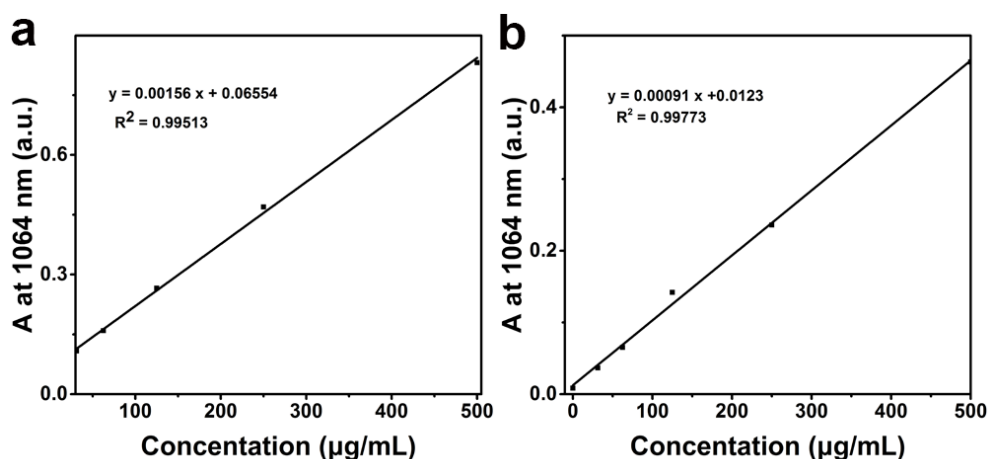 a
y = 0.00156 x + 0.06554
R² = 0.99513
A at 1064 nm (a.u.)
0.6
0.3
0.0
100
200
300
400
500
Concentation (µg/mL)
b
y = 0.00091 x +0.0123
R² = 0.99773
A at 1064 nm (a.u.)
0.4
0.2
0.0
0
100
200
300
400
500
Concentation (µg/mL)